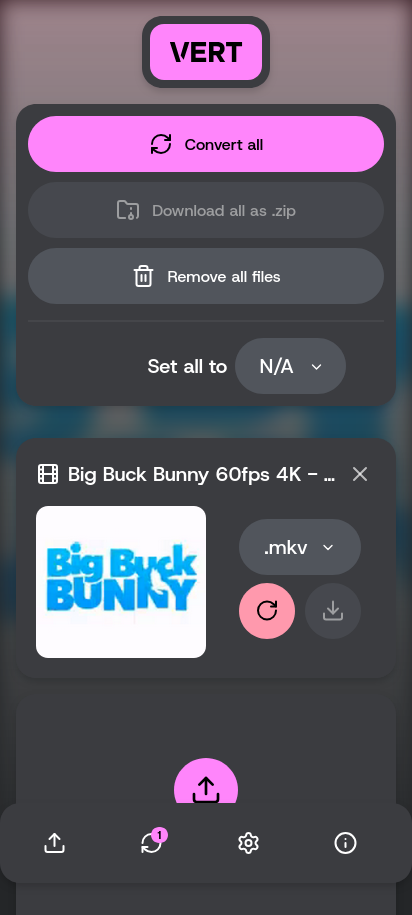 VERT
Convert all
Download all as .zip
Remove all files
Set all to N/A
Big Buck Bunny 60fps 4K - ...
Big Buck
BUNNY
.mkv
1